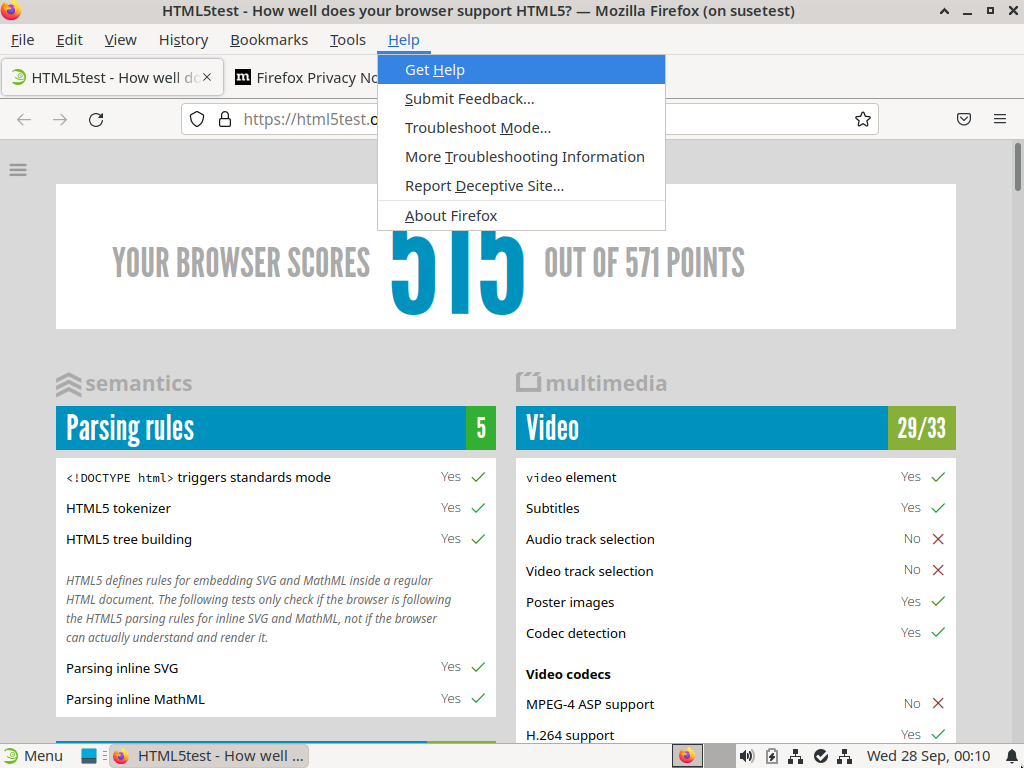 HTML5test - How well does your browser support HTML5? — Mozilla Firefox (on susetest)
File Edit View History Bookmarks Tools Help
HTML5test - How well do
Firefox Privacy No
Get Help
Submit Feedback...
Troubleshoot Mode...
More Troubleshooting Information
Report Deceptive Site...
About Firefox
https://html5test.o
YOUR BROWSER SCORES 515 OUT OF 571 POINTS
semantics
Parsing rules 5
<!DOCTYPE html> triggers standards mode Yes
HTML5 tokenizer Yes
HTML5 tree building Yes
HTML5 defines rules for embedding SVG and MathML inside a regular
HTML document. The following tests only check if the browser is following
the HTML5 parsing rules for inline SVG and MathML, not if the browser
can actually understand and render it.
Parsing inline SVG Yes
Parsing inline MathML Yes
multimedia
Video 29/33
video element Yes
Subtitles Yes
Audio track selection No
Video track selection No
Poster images Yes
Codec detection Yes
Video codecs
MPEG-4 ASP support No
H.264 support Yes
Menu
HTML5test - How well ...
Wed 28 Sep, 00:10